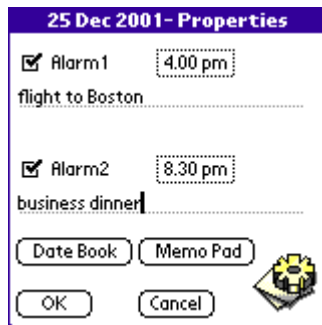 25 Dec 2001- Properties
Alarm1 4.00 pm
flight to Boston
Alarm2 8.30 pm
business dinner
Date Book Memo Pad
OK Cancel